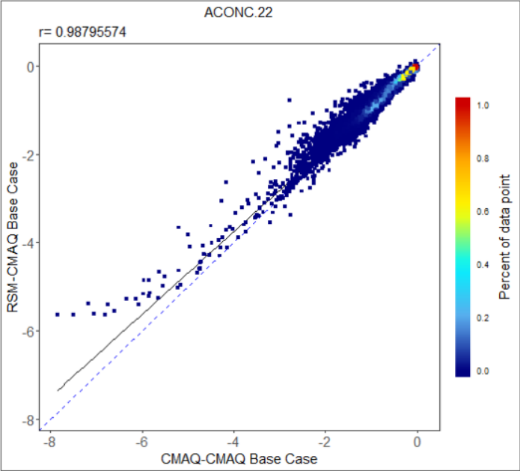 ACONC.22
r= 0.98795574
0
-2
-4
-6
-8
RSM-CMAQ Base Case
-8 -6 -4 -2 0
CMAQ-CMAQ Base Case
1.0
0.8
0.6
0.4
0.2
0.0
Percent of data point